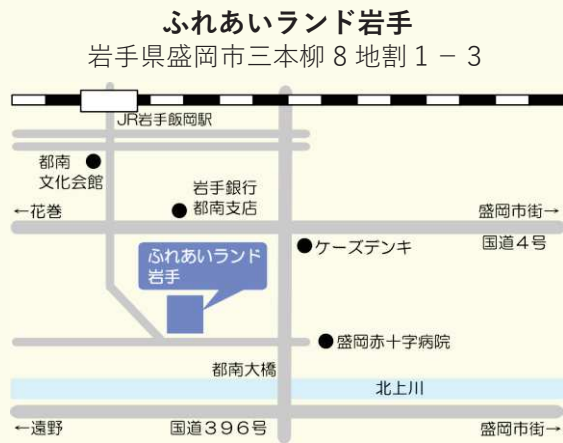 ふれあいランド岩手
岩手県盛岡市三本柳８地割１－３
JR岩手飯岡駅
都南
文化会館
岩手銀行
都南支店
←花巻
盛岡市街→
国道４号
ケーズデンキ
ふれあいランド
岩手
盛岡赤十字病院
都南大橋
北上川
←遠野
国道３９６号
盛岡市街→